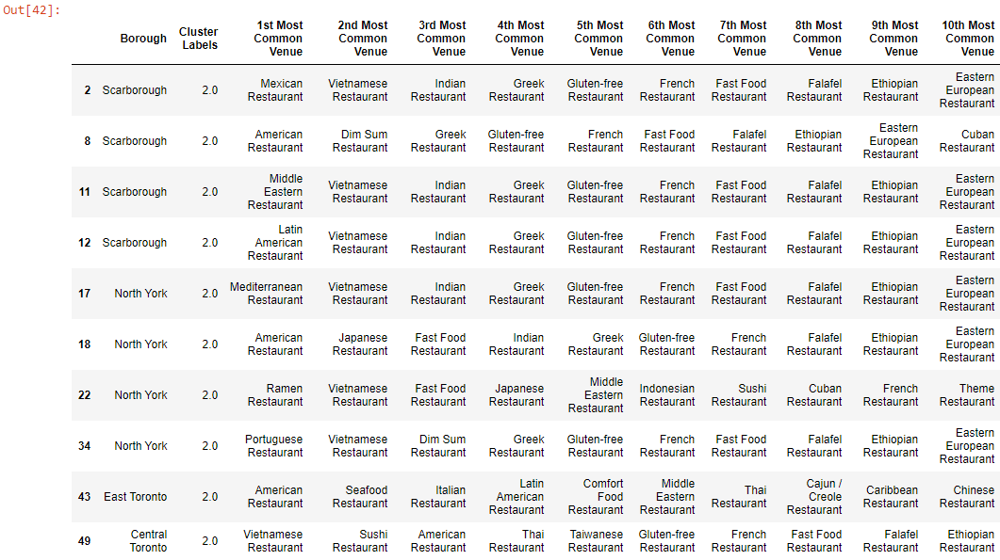 Out[42]:
Borough Cluster Labels 1st Most Common Venue 2nd Most Common Venue 3rd Most Common Venue 4th Most Common Venue 5th Most Common Venue 6th Most Common Venue 7th Most Common Venue 8th Most Common Venue 9th Most Common Venue 10th Most Common Venue
2 Scarborough 2.0 Mexican Restaurant Vietnamese Restaurant Indian Restaurant Greek Restaurant Gluten-free Restaurant French Restaurant Fast Food Restaurant Falafel Restaurant Ethiopian Restaurant Eastern European Restaurant
8 Scarborough 2.0 American Restaurant Dim Sum Restaurant Greek Restaurant Gluten-free Restaurant French Restaurant Fast Food Restaurant Falafel Restaurant Ethiopian Restaurant Eastern European Restaurant Cuban Restaurant
11 Scarborough 2.0 Middle Eastern Restaurant Vietnamese Restaurant Indian Restaurant Greek Restaurant Gluten-free Restaurant French Restaurant Fast Food Restaurant Falafel Restaurant Ethiopian Restaurant Eastern European Restaurant
12 Scarborough 2.0 Latin American Restaurant Vietnamese Restaurant Indian Restaurant Greek Restaurant Gluten-free Restaurant French Restaurant Fast Food Restaurant Falafel Restaurant Ethiopian Restaurant Eastern European Restaurant
17 North York 2.0 Mediterranean Restaurant Vietnamese Restaurant Indian Restaurant Greek Restaurant Gluten-free Restaurant French Restaurant Fast Food Restaurant Falafel Restaurant Ethiopian Restaurant Eastern European Restaurant
18 North York 2.0 American Restaurant Japanese Restaurant Fast Food Restaurant Indian Restaurant Greek Restaurant Gluten-free Restaurant French Restaurant Falafel Restaurant Ethiopian Restaurant Eastern European Restaurant
22 North York 2.0 Ramen Restaurant Vietnamese Restaurant Fast Food Restaurant Japanese Restaurant Middle Eastern Restaurant Indonesian Restaurant Sushi Restaurant Cuban Restaurant French Restaurant Theme Restaurant
34 North York 2.0 Portuguese Restaurant Vietnamese Restaurant Dim Sum Restaurant Greek Restaurant Gluten-free Restaurant French Restaurant Fast Food Restaurant Falafel Restaurant Ethiopian Restaurant Eastern European Restaurant
43 East Toronto 2.0 American Restaurant Seafood Restaurant Italian Restaurant Latin American Restaurant Comfort Food Restaurant Middle Eastern Restaurant Thai Restaurant Cajun / Creole Restaurant Caribbean Restaurant Chinese Restaurant
49 Central Toronto 2.0 Vietnamese Restaurant Sushi Restaurant American Restaurant Thai Restaurant Taiwanese Restaurant Gluten-free Restaurant French Restaurant Fast Food Restaurant Falafel Restaurant Ethiopian Restaurant